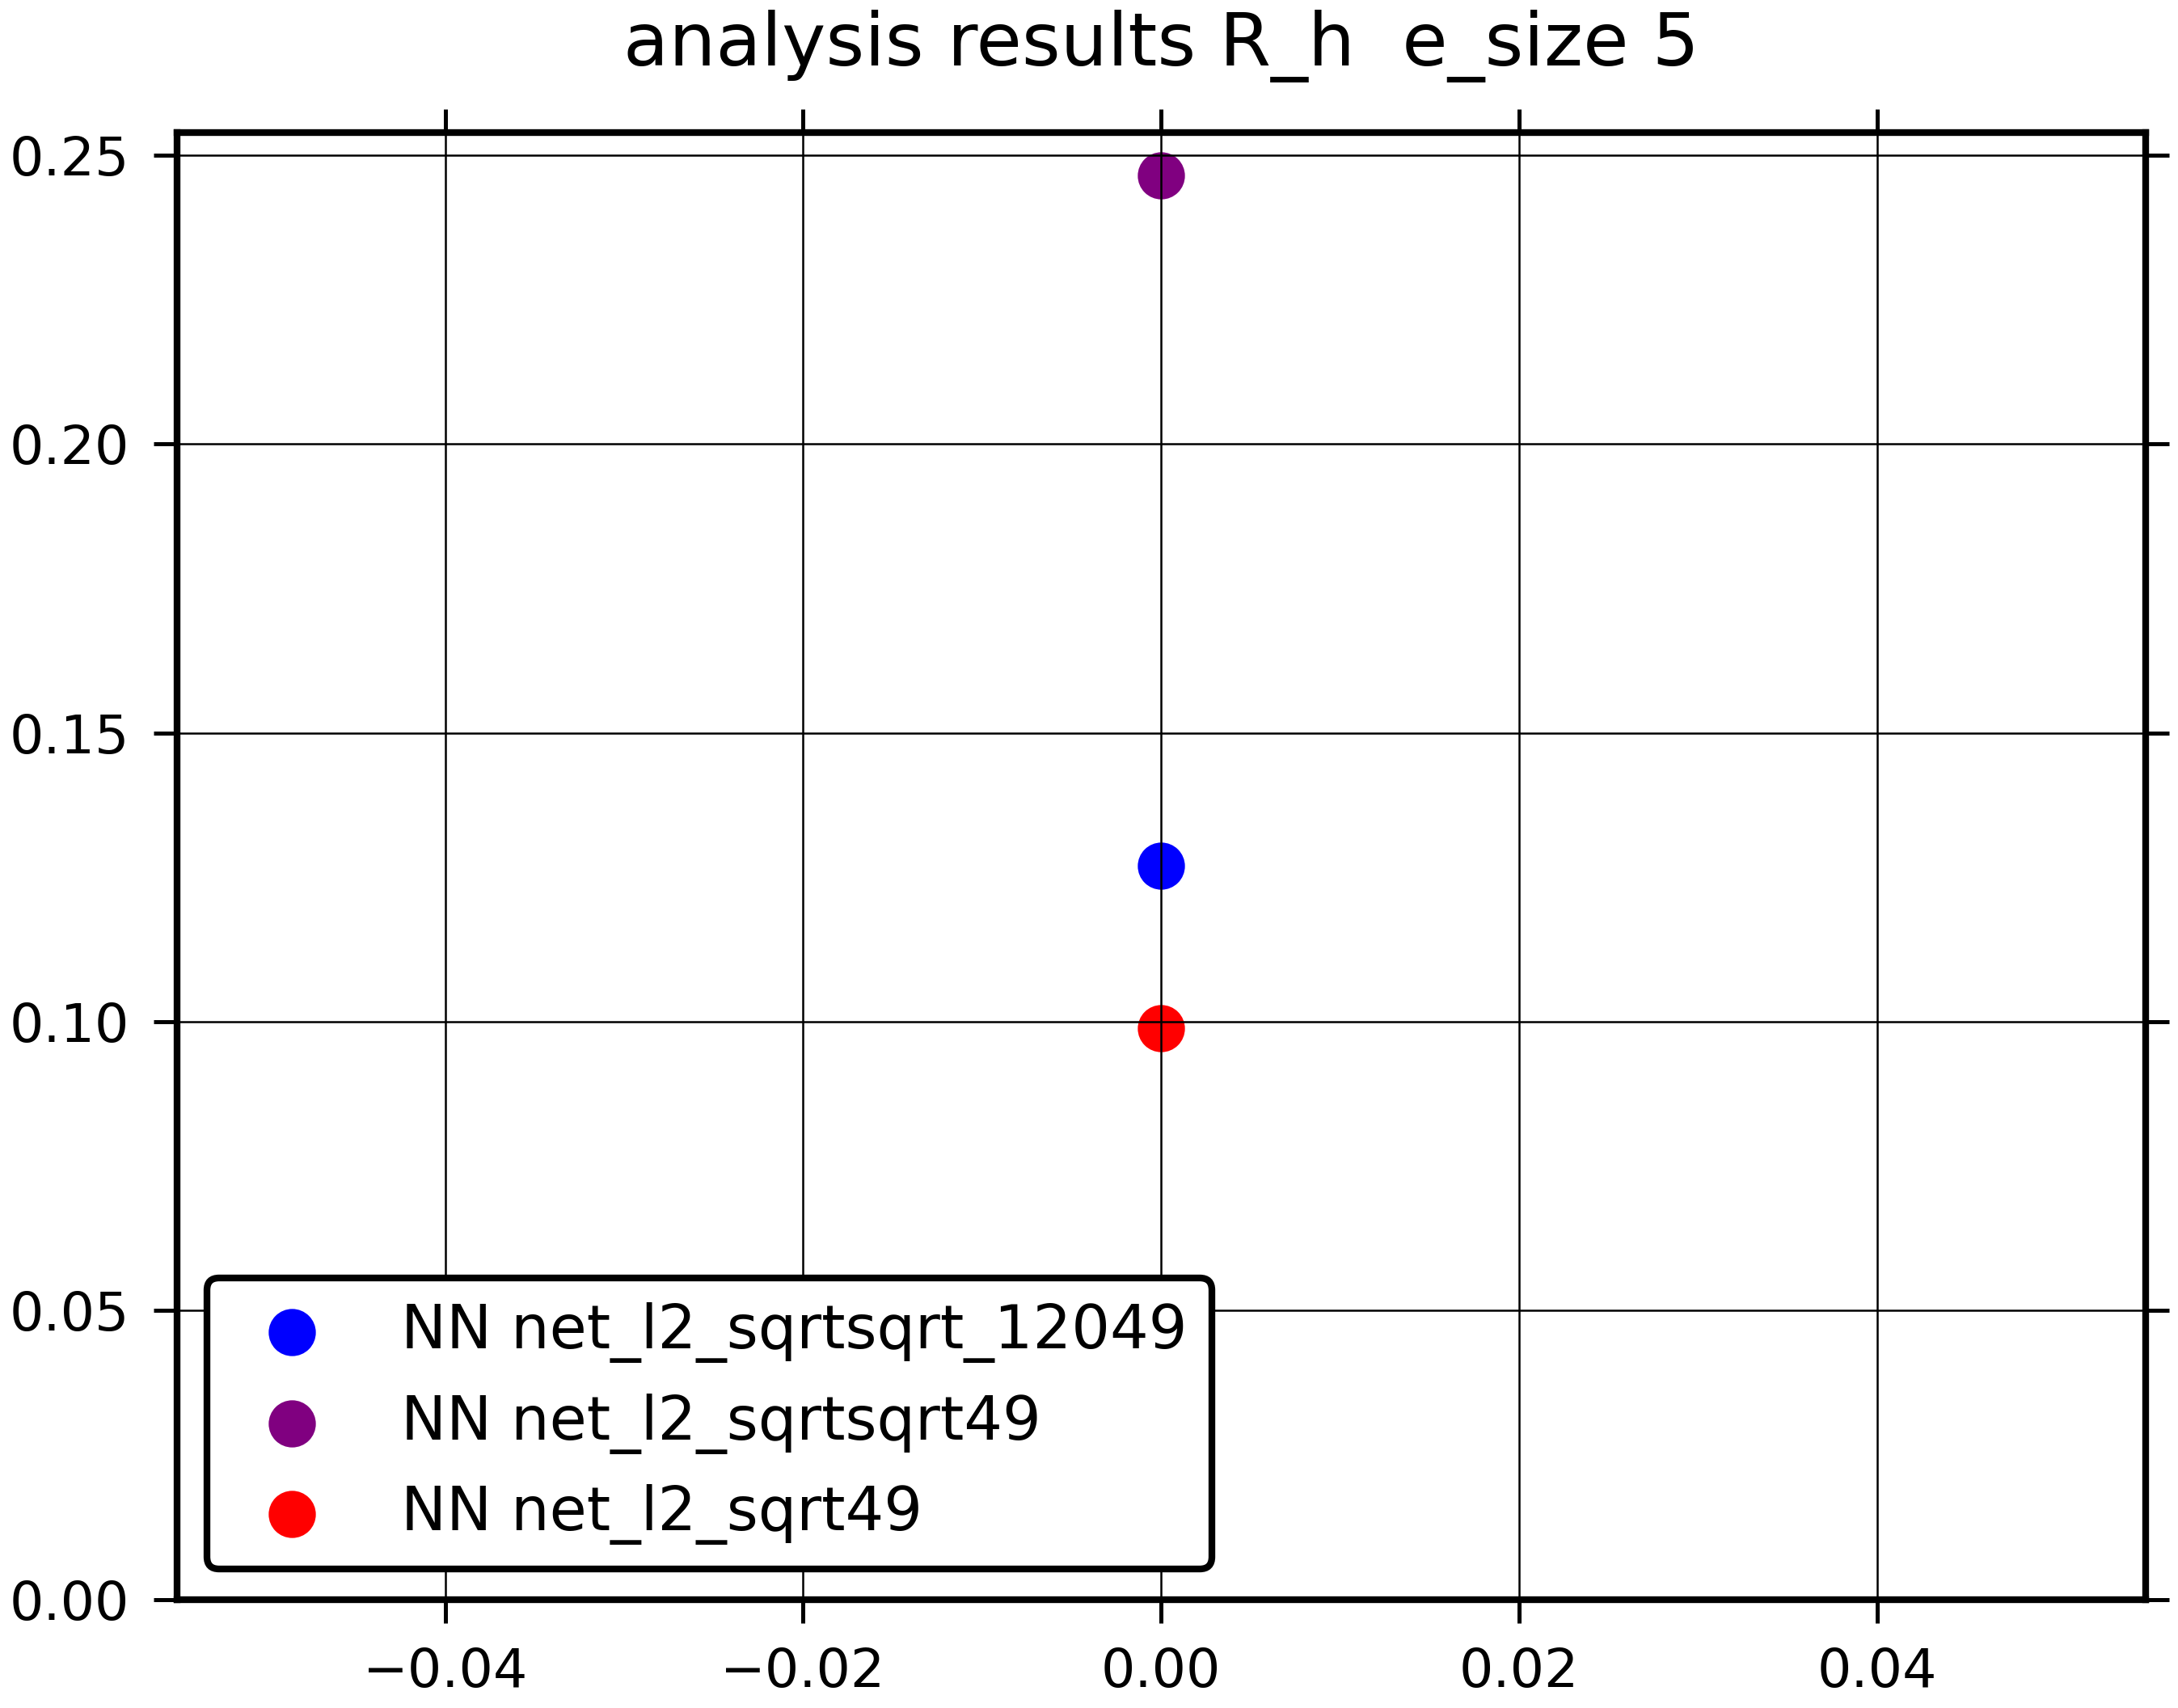 analysis results R_h  e_size 5
0.25
0.20
0.15
0.10
0.05
0.00
NN net_l2_sqrtsqrt_12049
NN net_l2_sqrtsqrt49
NN net_l2_sqrt49
−0.04 −0.02 0.00 0.02 0.04